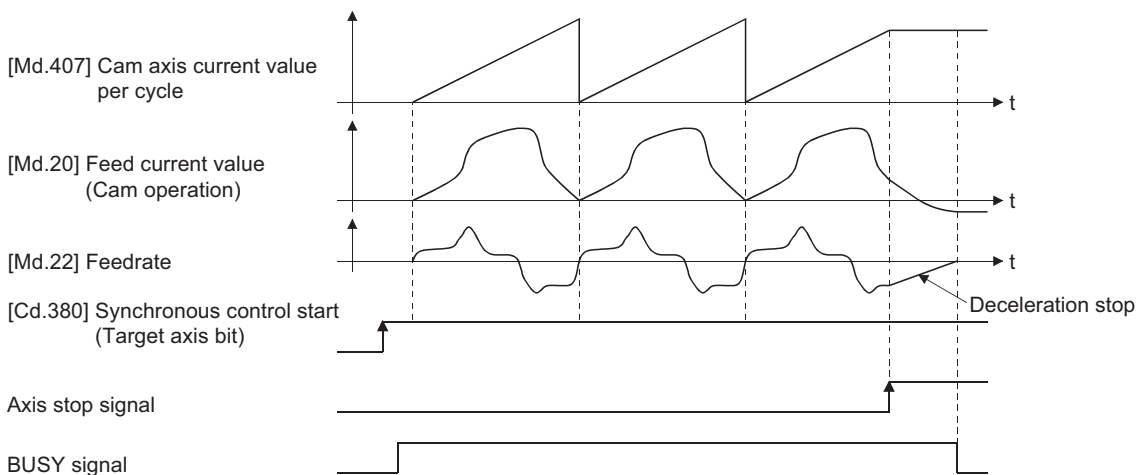 [Md.407] Cam axis current value
per cycle
t
[Md.20] Feed current value
(Cam operation)
t
[Md.22] Feedrate
t
[Cd.380] Synchronous control start
(Target axis bit)
Deceleration stop
Axis stop signal
BUSY signal